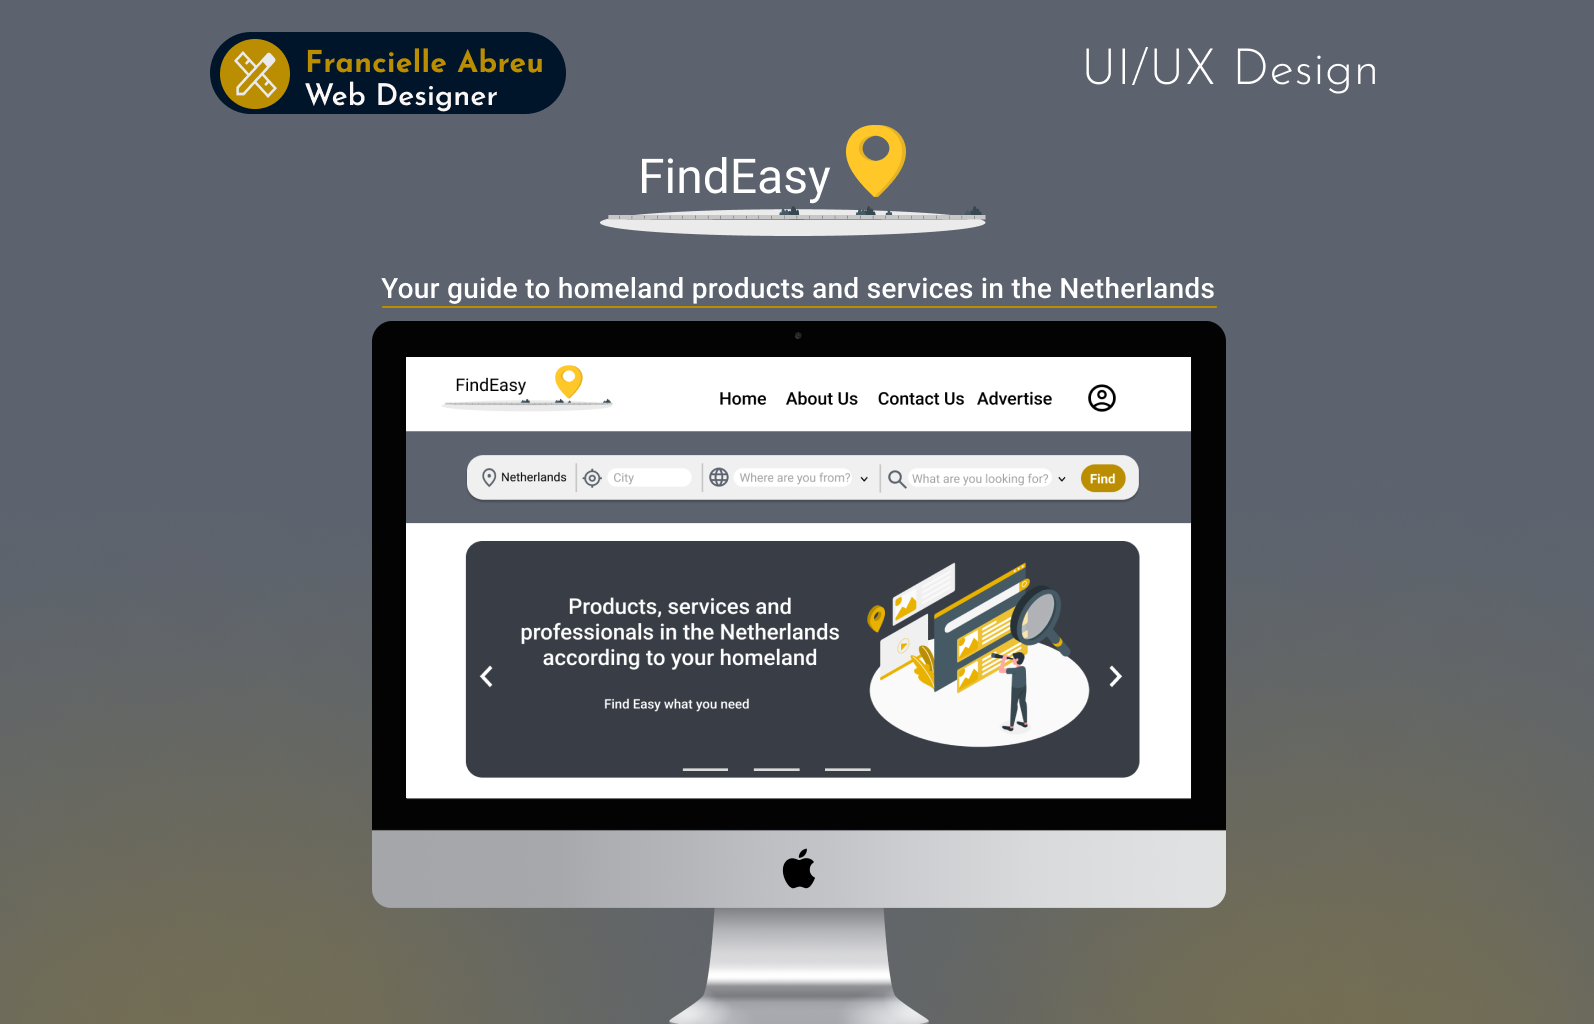 Francielle Abreu
Web Designer
UI/UX Design
FindEasy
Your guide to homeland products and services in the Netherlands
FindEasy
Home About Us Contact Us Advertise
Netherlands City Where are you from? What are you looking for? Find
Products, services and
professionals in the Netherlands
according to your homeland
Find Easy what you need